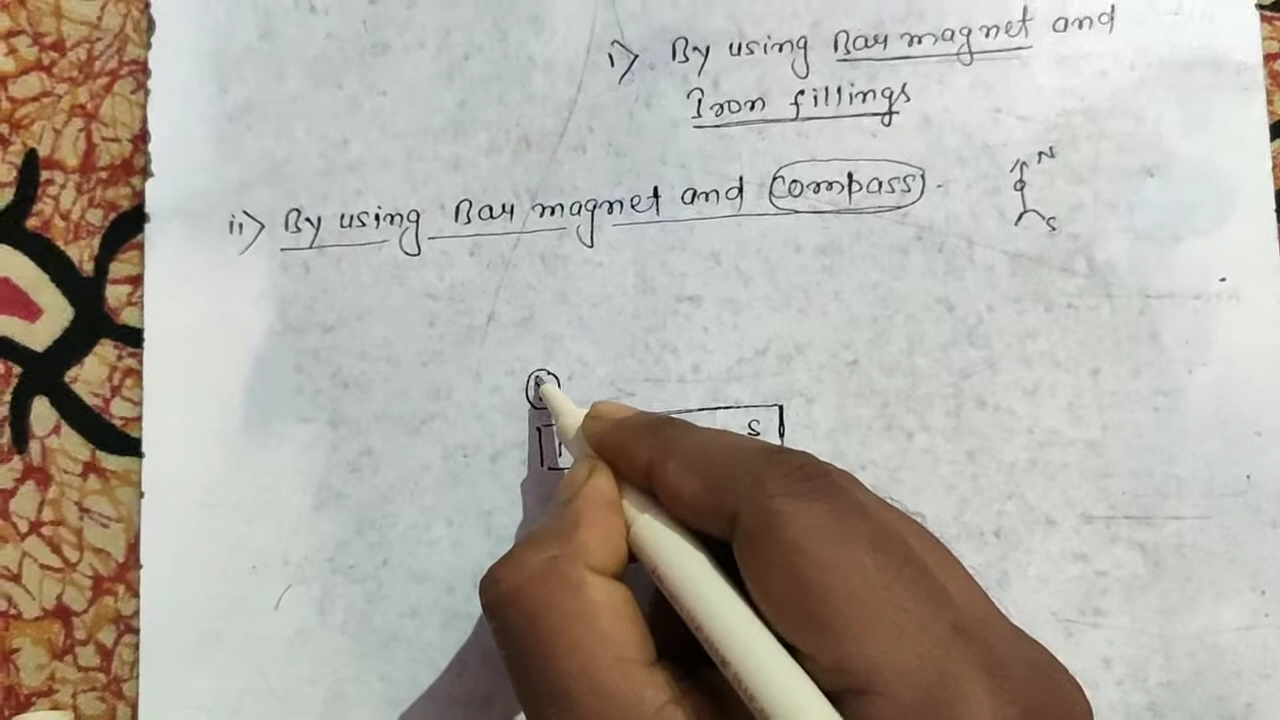 i) By using Bar magnet and
Iron fillings
N
ii) By using Bar magnet and compass.
S
S